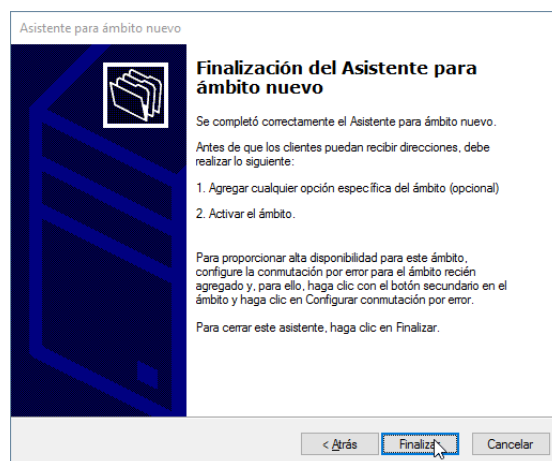 Asistente para ámbito nuevo
Finalización del Asistente para
ámbito nuevo
Se completó correctamente el Asistente para ámbito nuevo.
Antes de que los clientes puedan recibir direcciones, debe
realizar lo siguiente:
1. Agregar cualquier opción específica del ámbito (opcional)
2. Activar el ámbito.
Para proporcionar alta disponibilidad para este ámbito,
configure la conmutación por error para el ámbito recién
agregado y, para ello, haga clic con el botón secundario en el
ámbito y haga clic en Configurar conmutación por error.
Para cerrar este asistente, haga clic en Finalizar.
< Atrás Finalizar Cancelar